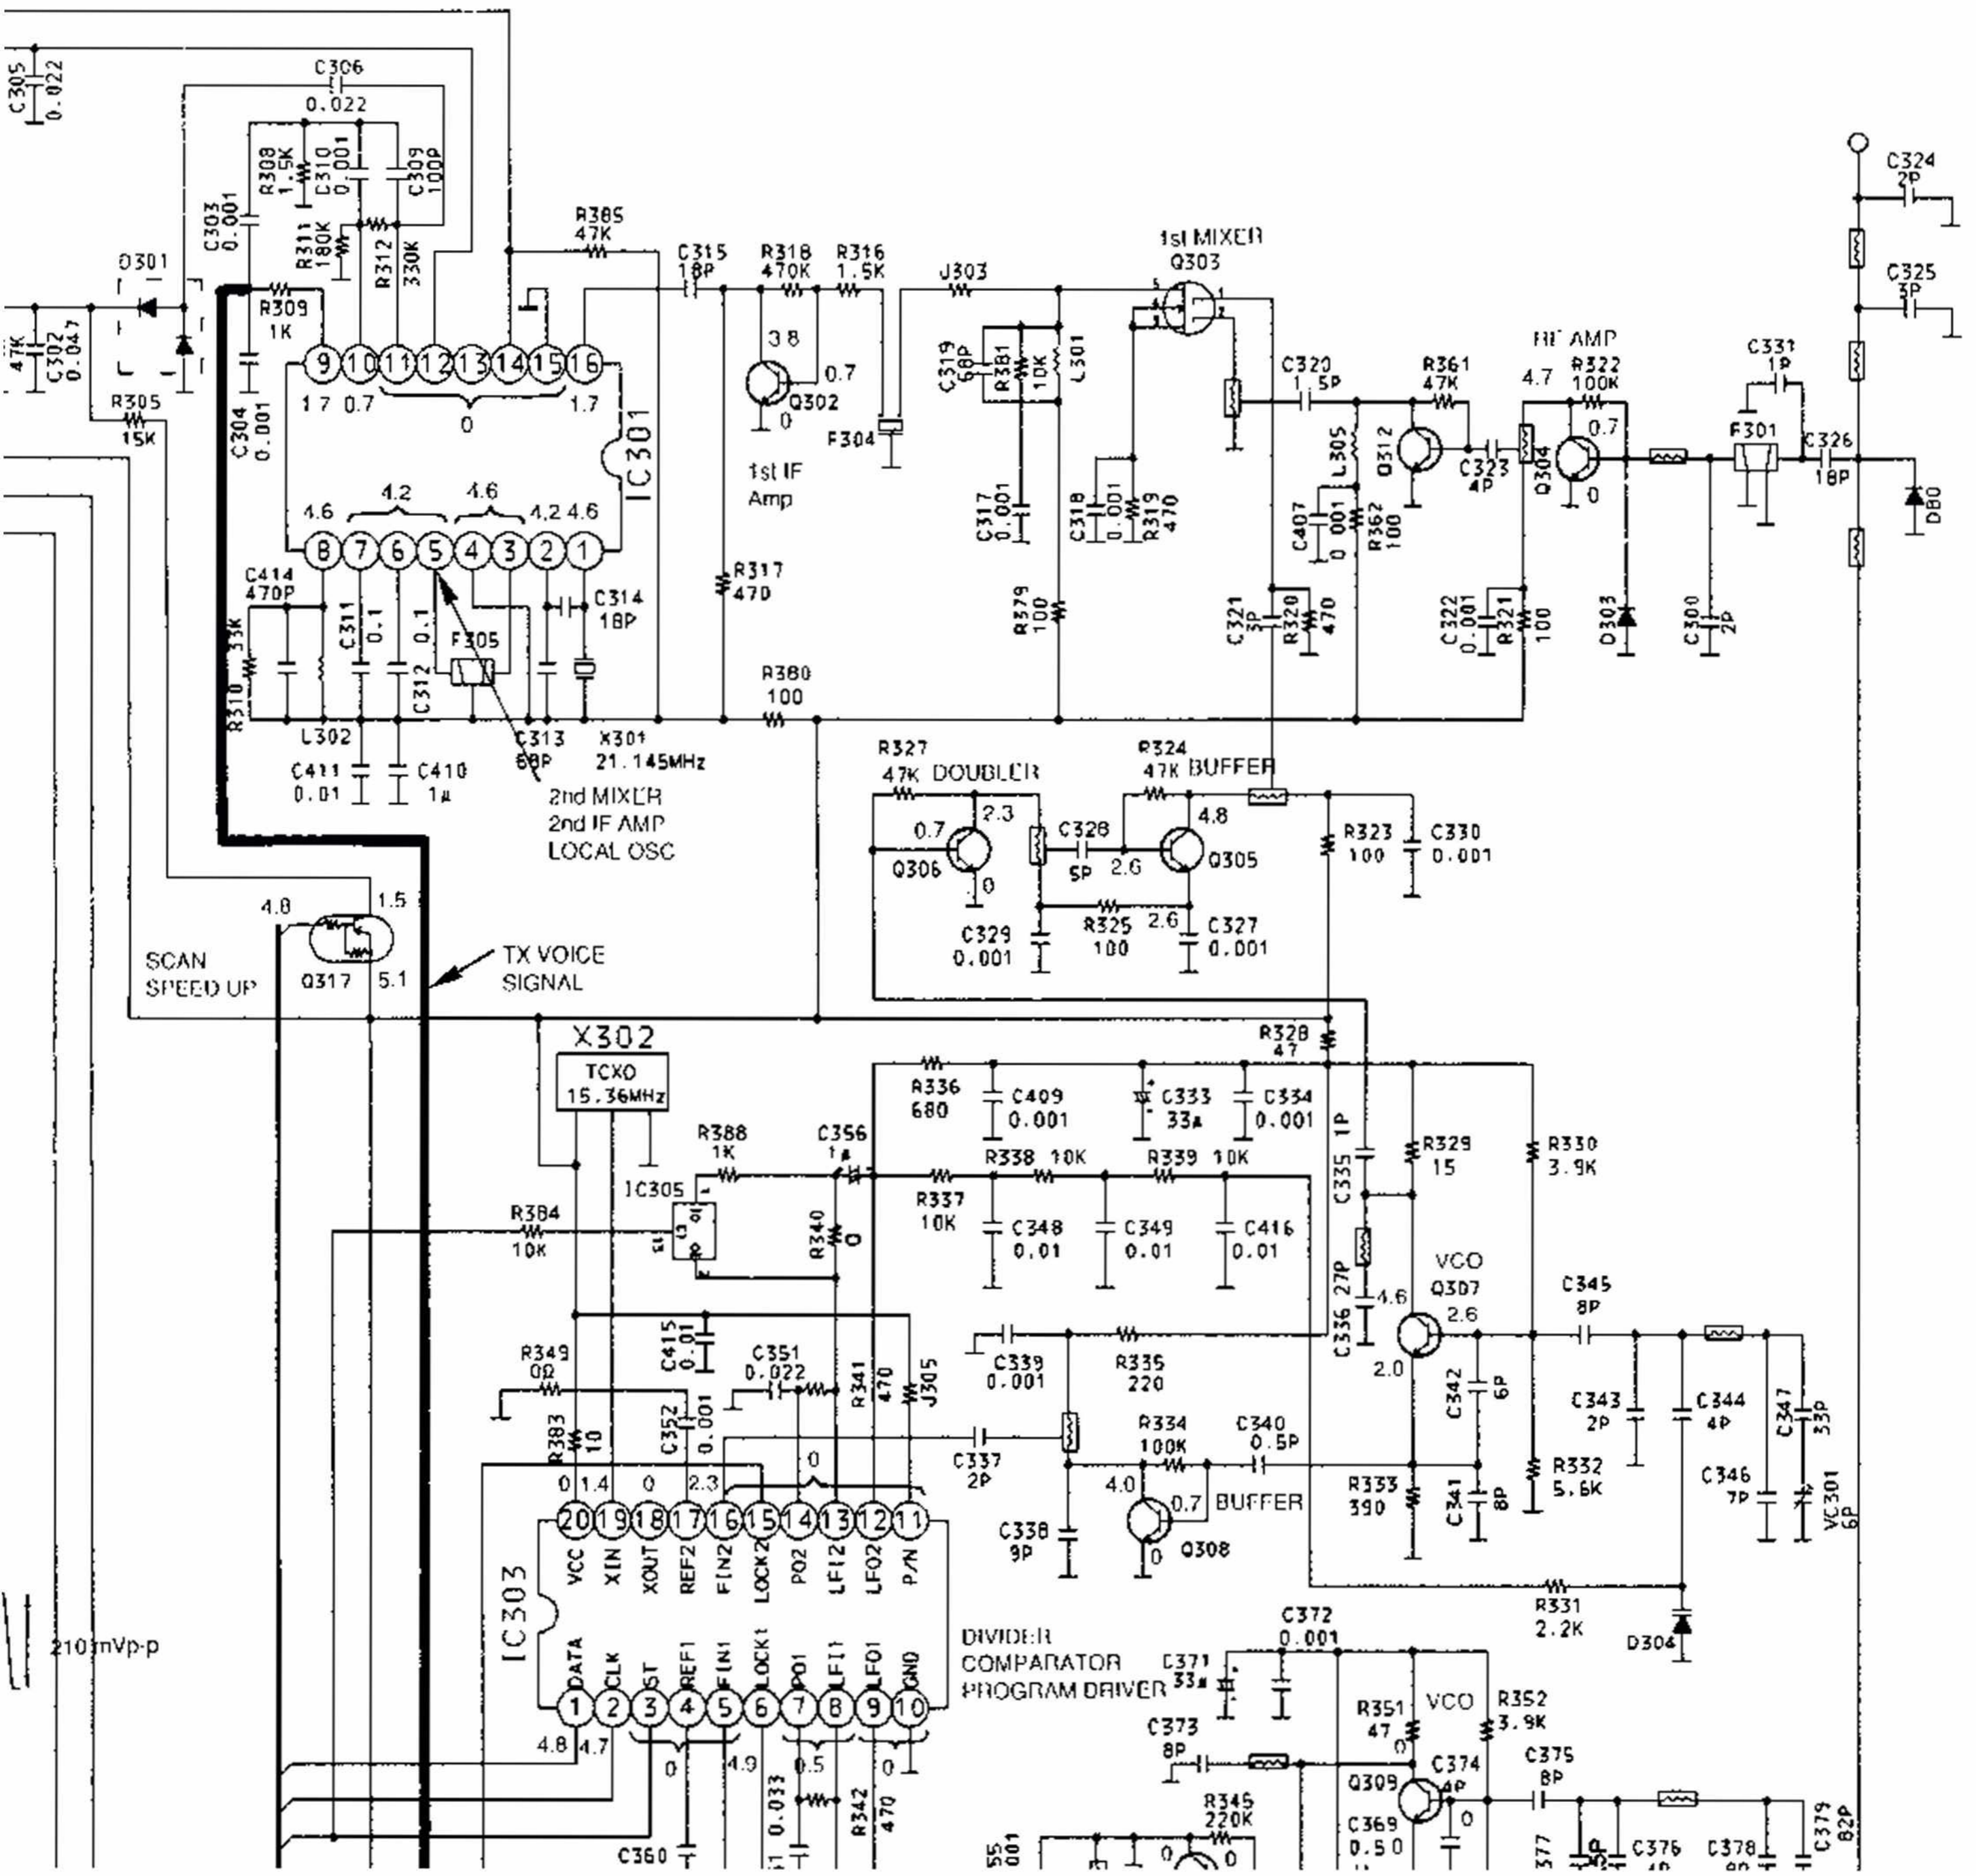 C305
0.022
C306
0.022
R308
1.5K
C310
0.001
C309
100P
C303
0.001
R311
180K
R312
330K
R385
47K
D301
R309
1K
47K
C302
0.047
R305
15K
C304
0.001
9 10 11 12 13 14 15 16
1.7 0.7
0
1.7
IC301
4.6
4.2
4.6
4.2 4.6
8 7 6 5 4 3 2 1
C414
470P
R310 33K
C311
0.1
C312
0.1
F305
C314
18P
L302
C313
68P
X301
21.145MHz
C411
0.01
C410
1µ
2nd MIXER
2nd IF AMP
LOCAL OSC
C315
18P
R318
470K
R316
1.5K
3.8
0.7
Q302
0
1st IF
Amp
F304
R317
470
R380
100
J303
1st MIXER
Q303
5
4
3
1
2
C319
68P
R381
10K
L301
C317
0.001
C318
0.001
R319
470
R379
100
C320
1.5P
R361
47K
L305
Q312
C407
0.001
R362
100
C323
4P
C321
3P
R320
470
RF AMP
4.7
R322
100K
0.7
Q304
0
C322
0.001
R321
100
D303
C300
2P
F301
C331
1P
C326
18P
C324
2P
C325
3P
D80
R327
47K
DOUBLER
2.3
0.7
Q306
0
C328
5P
R324
47K
BUFFER
4.8
2.6
Q305
R325
100
2.6
C329
0.001
C327
0.001
R323
100
C330
0.001
4.8
1.5
Q317
5.1
SCAN
SPEED UP
TX VOICE
SIGNAL
X302
TCXO
15.36MHz
R328
47
R336
680
C409
0.001
C333
33µ
C334
0.001
R388
1K
C356
1µ
R338 10K
R339 10K
R337
10K
IC305
R384
10K
R340
0
C348
0.01
C349
0.01
C416
0.01
C335 1P
R329
15
R330
3.9K
C336 27P
VCO
Q307
4.6
2.6
2.0
C345
8P
C415
0.01
R349
0Ω
C351
0.022
R341
470
J305
R383
10
C352
0.001
C339
0.001
R335
220
C337
2P
R334
100K
C340
0.5P
4.0
0.7
BUFFER
Q308
0
C338
9P
R333
390
C342
6P
C341
8P
R332
5.6K
C343
2P
C344
4P
C347
33P
C346
7P
VC301
6P
R331
2.2K
D304
0 1.4
0
2.3
0
20 19 18 17 16 15 14 13 12 11
VCC XIN XOUT REF2 FIN2 LOCK2 PO2 LFI2 LFO2 P/N
IC303
DATA CLK ST REF1 FIN1 LOCK1 PO1 LFI1 LFO1 GND
1 2 3 4 5 6 7 8 9 10
4.8 4.7
0
4.9
0.5
0
DIVIDER
COMPARATOR
PROGRAM DRIVER
210 mVp-p
0.033
R342
470
C360
C371
33µ
C372
0.001
C373
8P
R351
47
0
VCO
R352
3.9K
Q309
C374
4P
0
C375
8P
R346
220K
0
0
C369
0.5 0
C376
C378
C379
82P
377